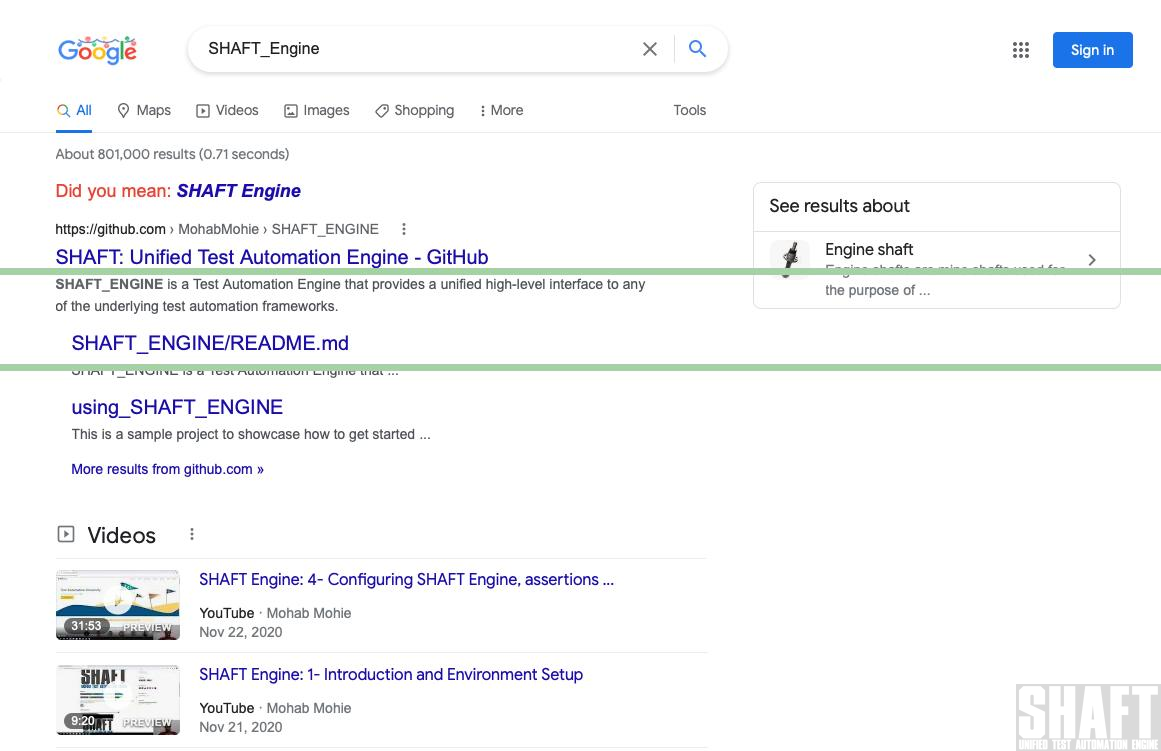 Google
SHAFT_Engine
Sign in
All
Maps
Videos
Images
Shopping
More
Tools
About 801,000 results (0.71 seconds)
Did you mean: SHAFT Engine
https://github.com › MohabMohie › SHAFT_ENGINE
SHAFT: Unified Test Automation Engine - GitHub
SHAFT_ENGINE is a Test Automation Engine that provides a unified high-level interface to any
of the underlying test automation frameworks.
SHAFT_ENGINE/README.md
SHAFT_ENGINE is a Test Automation Engine that ...
using_SHAFT_ENGINE
This is a sample project to showcase how to get started ...
More results from github.com »
See results about
Engine shaft
Engine shafts are mine shafts used for
the purpose of ...
Videos
31:53
PREVIEW
SHAFT Engine: 4- Configuring SHAFT Engine, assertions ...
YouTube · Mohab Mohie
Nov 22, 2020
SHAFT
9:20
PREVIEW
SHAFT Engine: 1- Introduction and Environment Setup
YouTube · Mohab Mohie
Nov 21, 2020
SHAFT
UNIFIED TEST AUTOMATION ENGINE